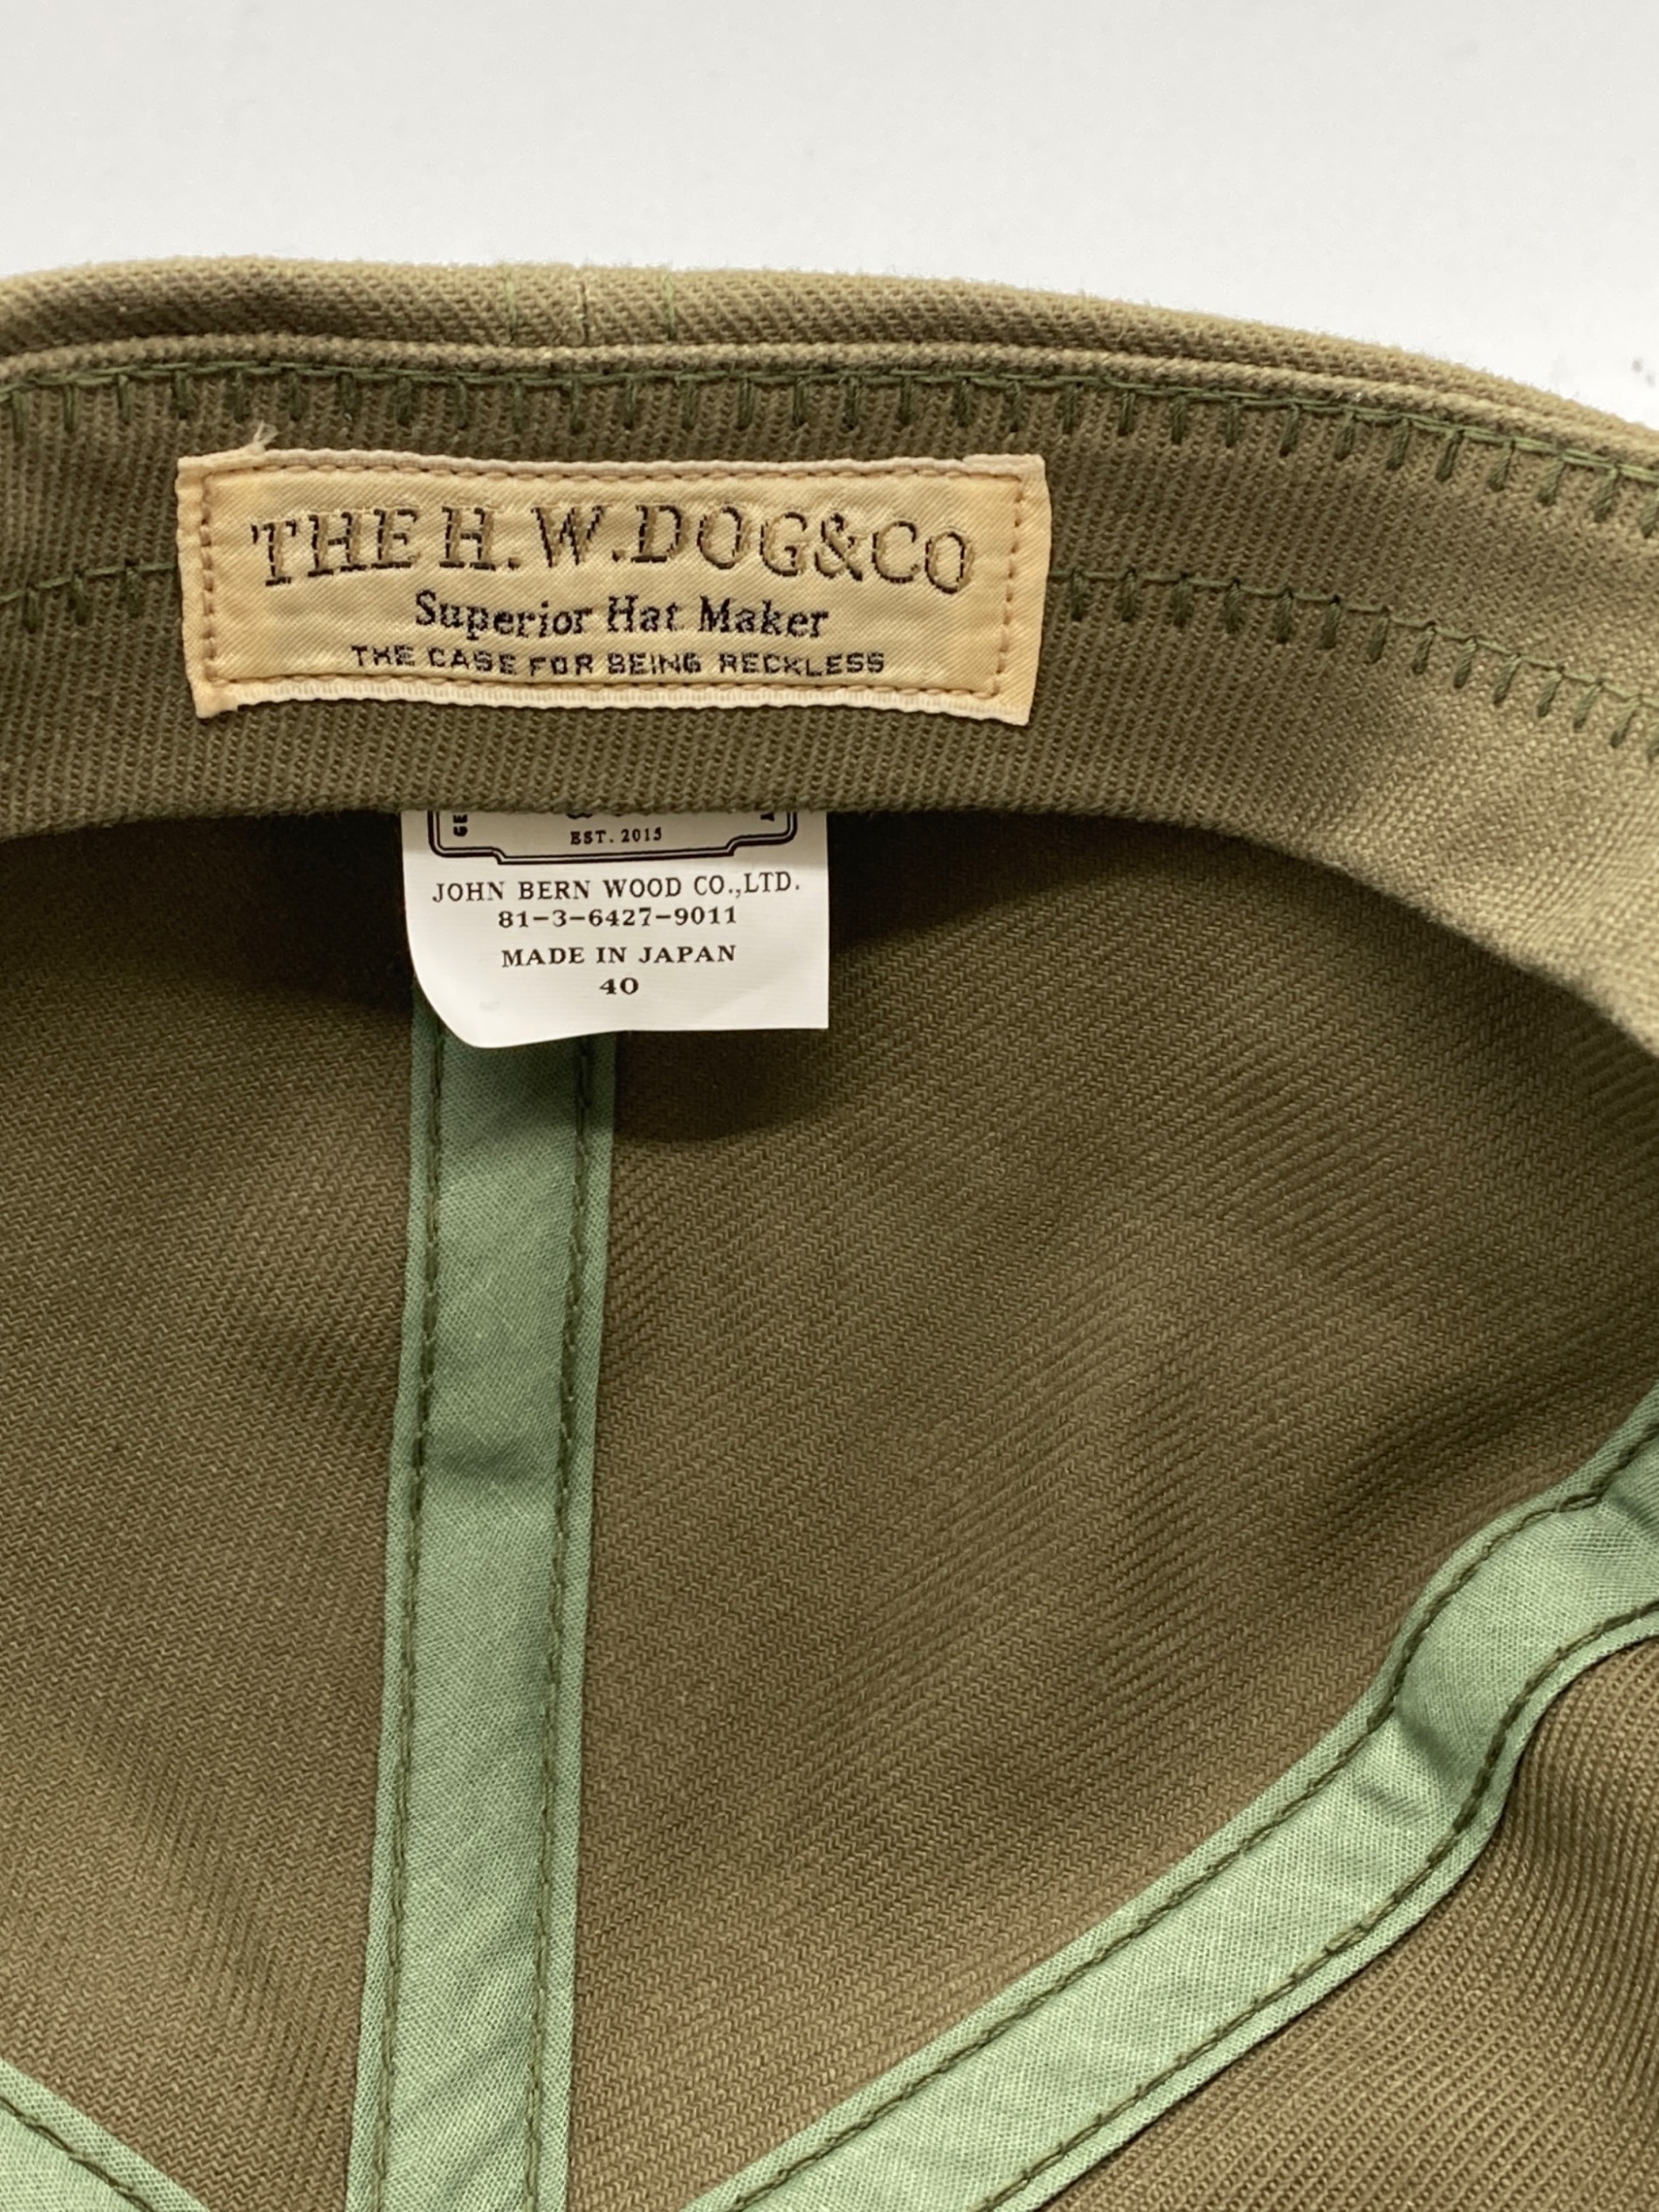 THE H.W.DOG&CO
Superior Hat Maker
THE CASE FOR BEING RECKLESS
EST. 2015
JOHN BERN WOOD CO.,LTD.
81-3-6427-9011
MADE IN JAPAN
40